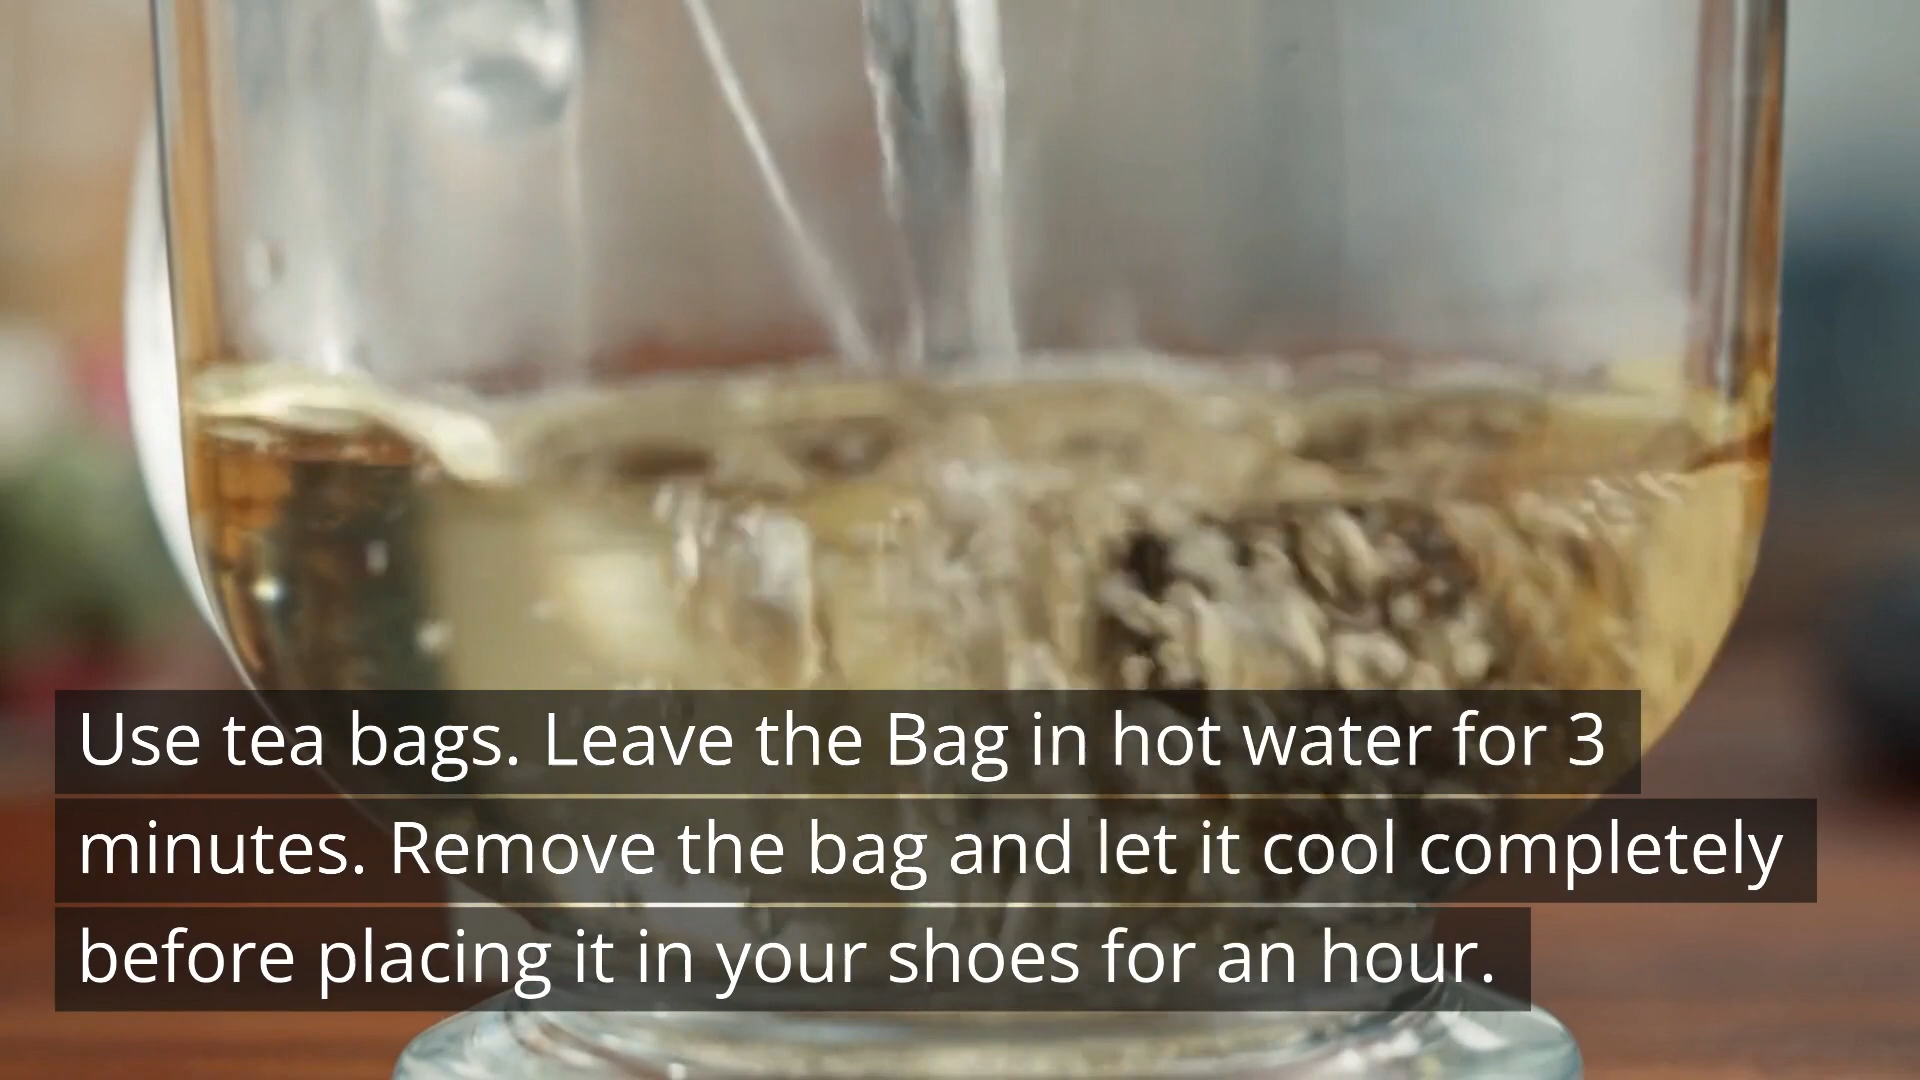 Use tea bags. Leave the Bag in hot water for 3
minutes. Remove the bag and let it cool completely
before placing it in your shoes for an hour.